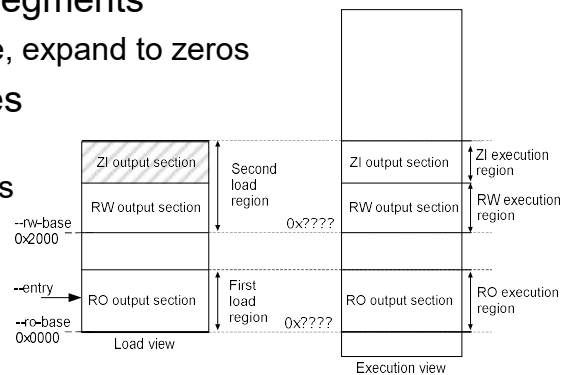 egments
e, expand to zeros
es
s
ZI output section
RW output section
--rw-base
0x2000
--entry
RO output section
--ro-base
0x0000
Load view
Second
load
region
0x????
First
load
region
0x????
ZI output section
RW output section
RO output section
Execution view
ZI execution
region
RW execution
region
RO execution
region